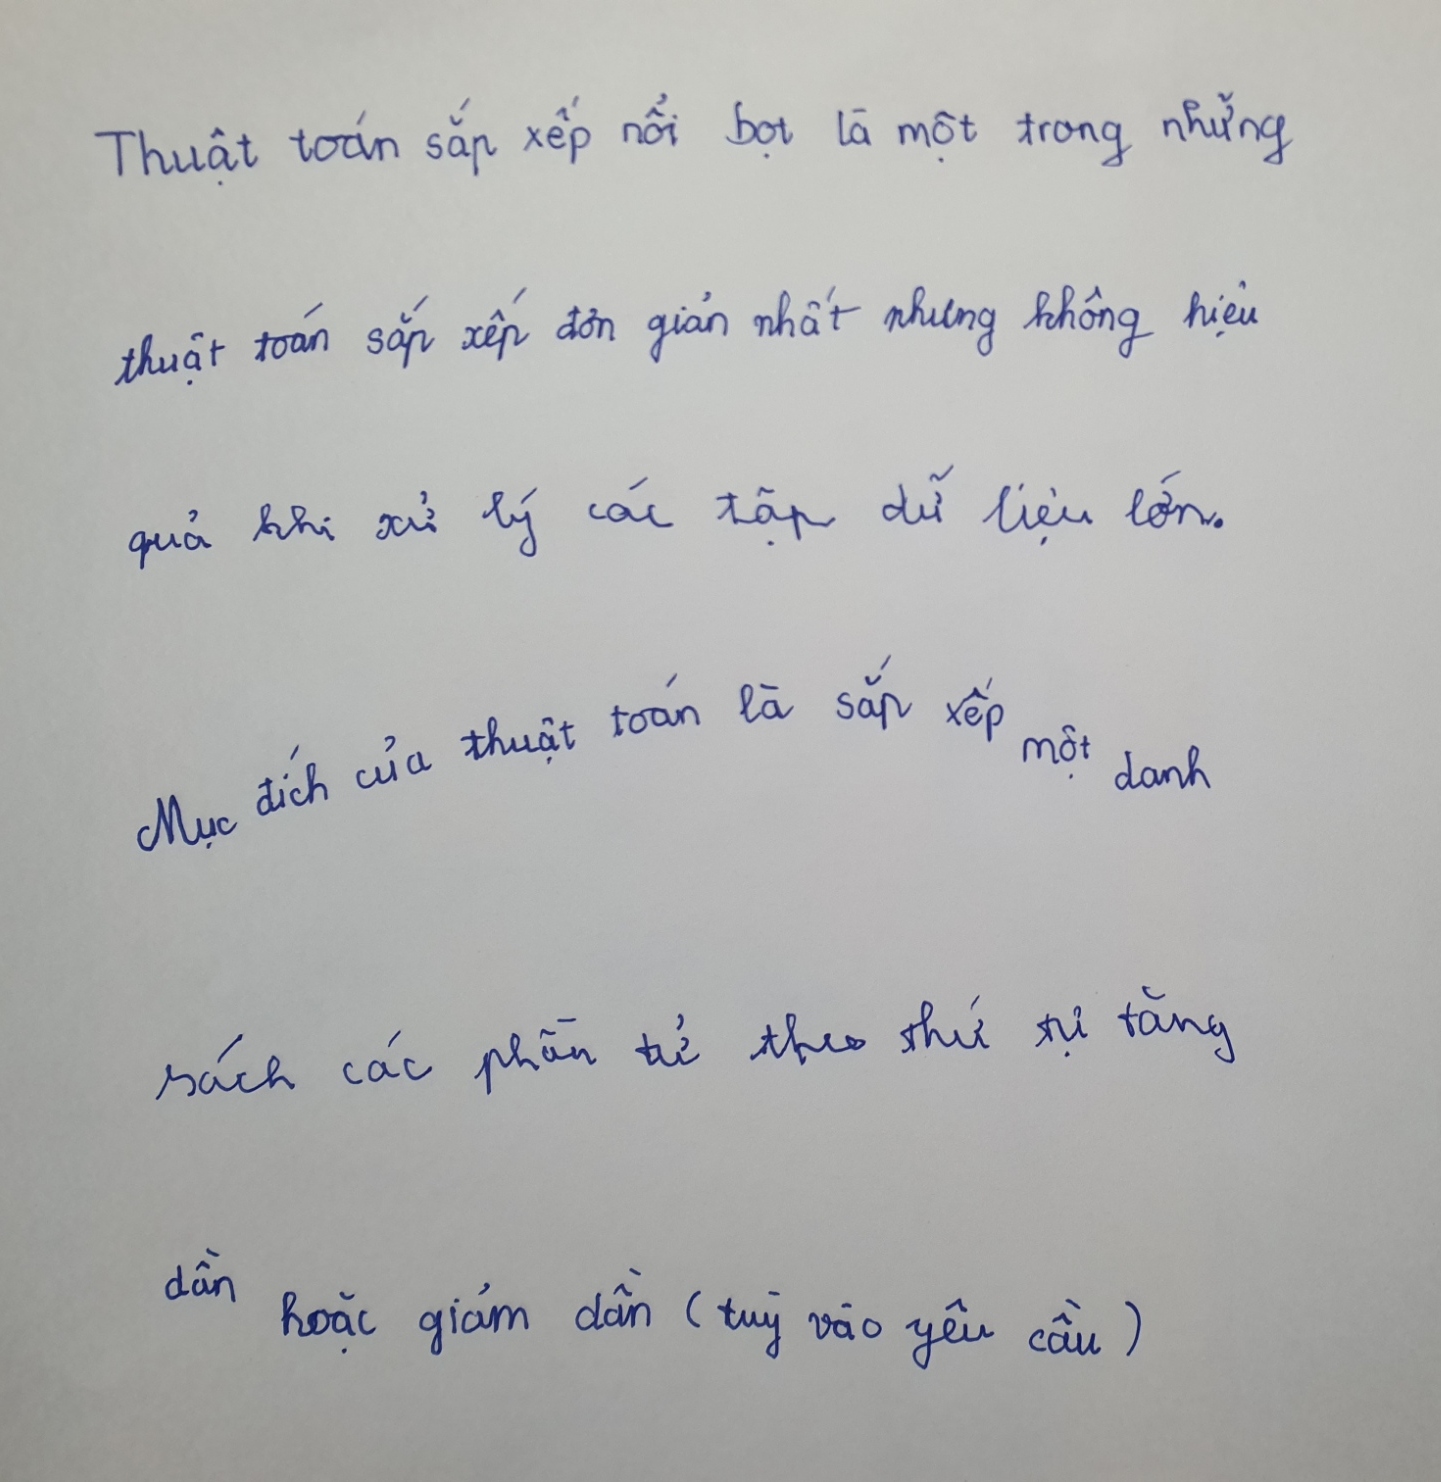 Thuật toán sắp xếp nổi bọt là một trong những
thuật toán sắp xếp đơn giản nhất nhưng không hiệu
quả khi xử lý các tập dữ liệu lớn.
Mục đích của thuật toán là sắp xếp một danh
sách các phần tử theo thứ tự tăng
dần hoặc giảm dần (tuỳ vào yêu cầu)